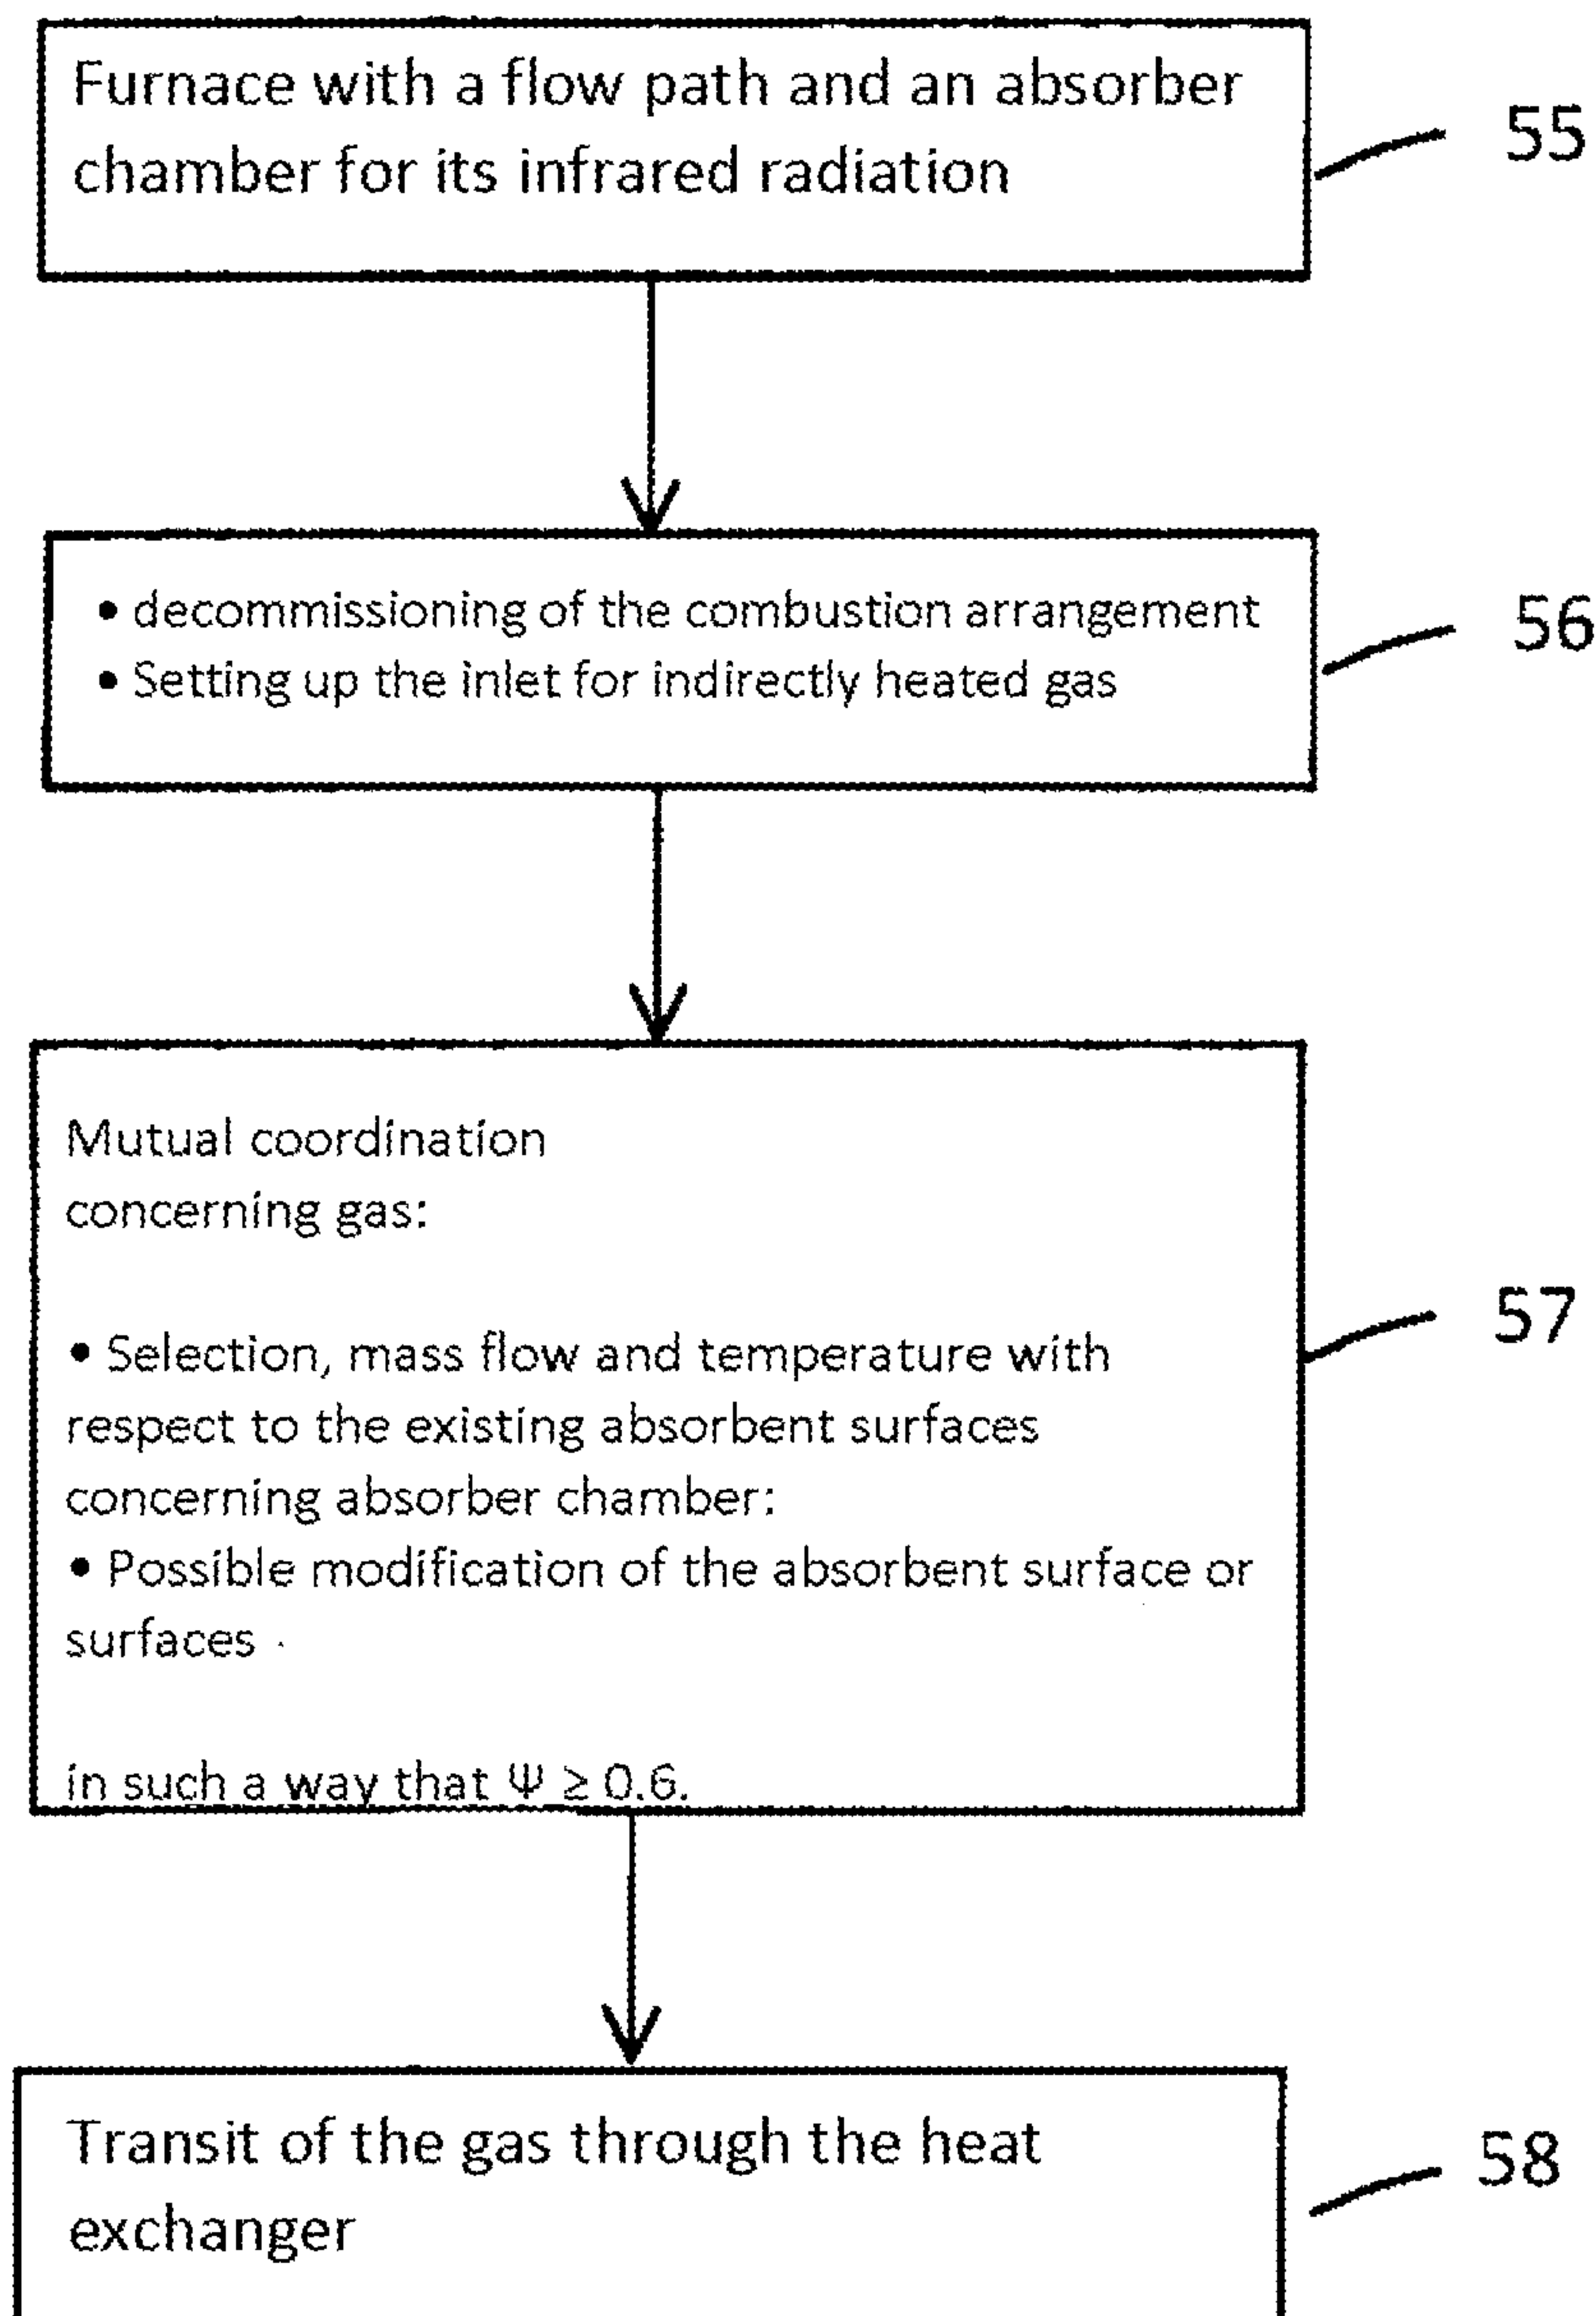 Furnace with a flow path and an absorber
chamber for its infrared radiation
55
• decommissioning of the combustion arrangement
• Setting up the inlet for indirectly heated gas
56
Mutual coordination
concerning gas:
• Selection, mass flow and temperature with
respect to the existing absorbent surfaces
concerning absorber chamber:
• Possible modification of the absorbent surface or
surfaces
in such a way that Ψ ≥ 0.6.
57
Transit of the gas through the heat
exchanger
58